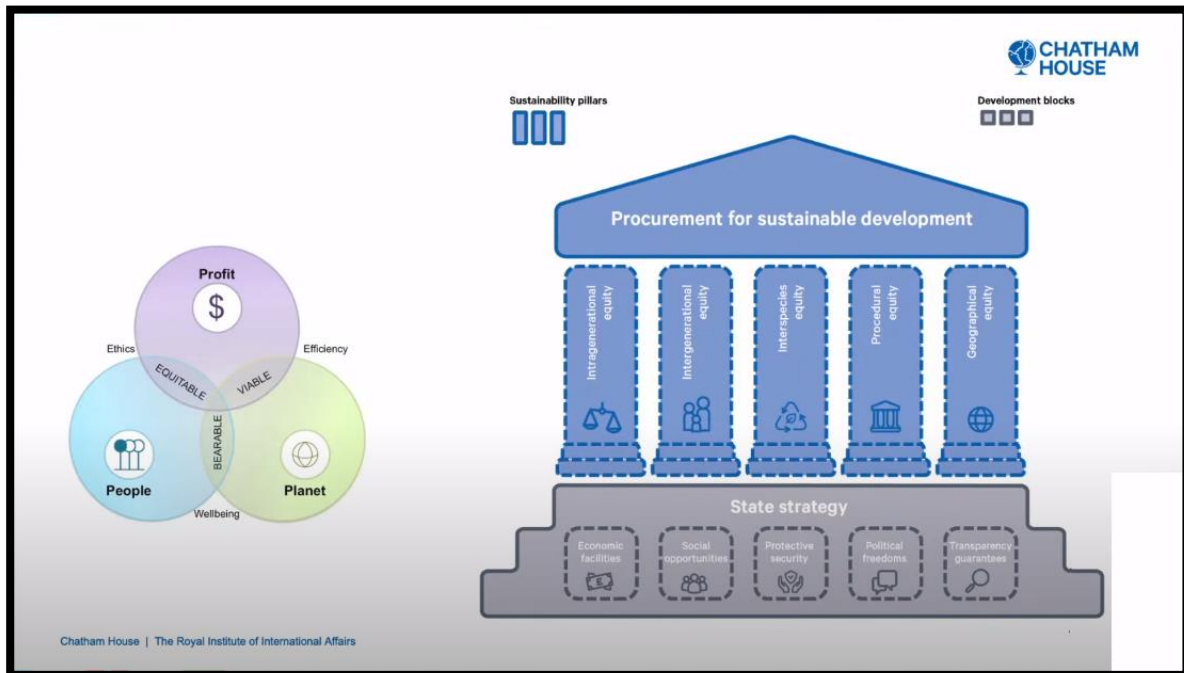 CHATHAM
HOUSE
Sustainability pillars
Development blocks
Procurement for sustainable development
Profit
$
Ethics
Efficiency
EQUITABLE
VIABLE
BEARABLE
People
Planet
Wellbeing
Intragenerational
equity
Intergenerational
equity
Interspecies
equity
Procedural
equity
Geographical
equity
State strategy
Economic
facilities
£
Social
opportunities
Protective
security
Political
freedoms
Transparency
guarantees
Chatham House | The Royal Institute of International Affairs